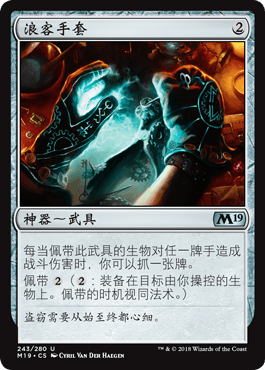 浪客手套 2
神器～武具
M19
每当佩带此武具的生物对任一牌手造成
战斗伤害时，你可以抓一张牌。
佩带 2（2：装备在目标由你操控的生
物上。佩带的时机视同法术。）
盗窃需要从始至终都心细。
243/280 U
M19 • CS CYRIL VAN DER HAEGEN
™ & © 2018 Wizards of the Coast